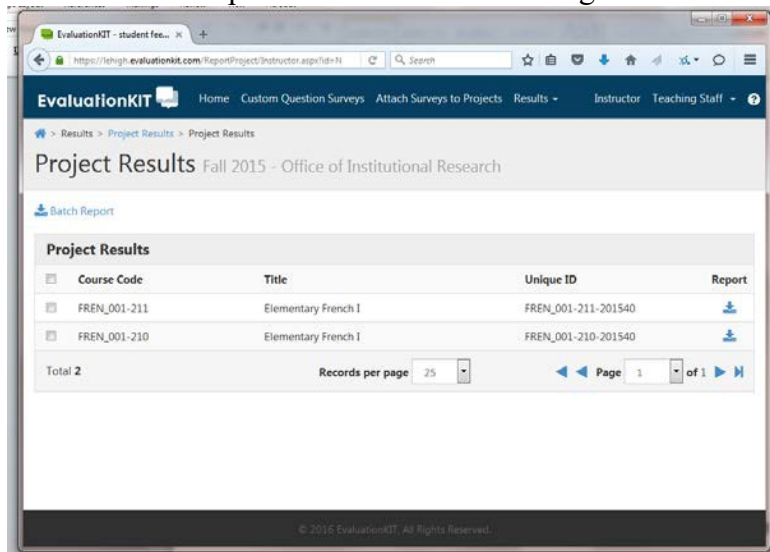 EvaluationKIT - student fee... × +
https://lehigh.evaluationkit.com/ReportProject/Instructor.aspx?id=N Search
EvaluationKIT Home Custom Question Surveys Attach Surveys to Projects Results Instructor Teaching Staff ?
> Results > Project Results > Project Results
Project Results Fall 2015 - Office of Institutional Research
Batch Report
Project Results
Course Code Title Unique ID Report
FREN_001-211 Elementary French I FREN_001-211-201540
FREN_001-210 Elementary French I FREN_001-210-201540
Total 2 Records per page 25 Page 1 of 1
© 2016 EvaluationKIT, All Rights Reserved.